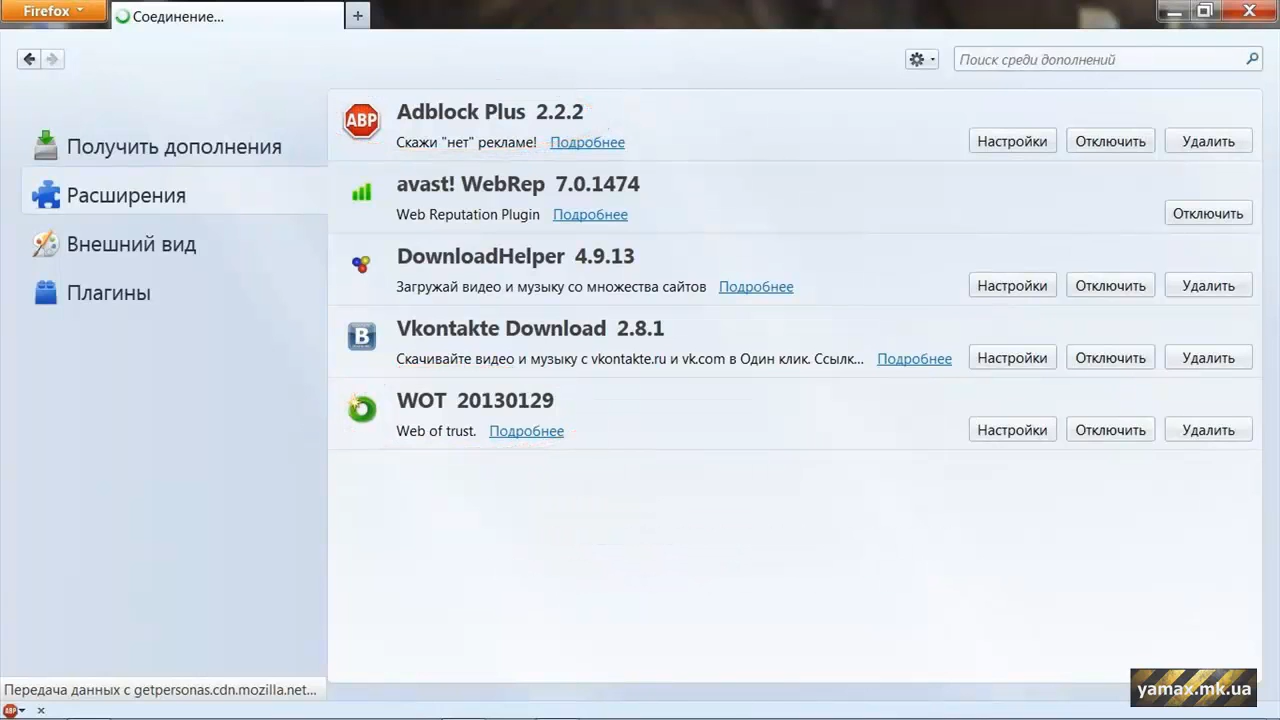 Firefox
Соединение...
Поиск среди дополнений
Получить дополнения
Расширения
Внешний вид
Плагины
ABP
Adblock Plus 2.2.2
Скажи "нет" рекламе! Подробнее
Настройки Отключить Удалить
avast! WebRep 7.0.1474
Web Reputation Plugin Подробнее
Отключить
DownloadHelper 4.9.13
Загружай видео и музыку со множества сайтов Подробнее
Настройки Отключить Удалить
B
Vkontakte Download 2.8.1
Скачивайте видео и музыку с vkontakte.ru и vk.com в Один клик. Ссылк... Подробнее
Настройки Отключить Удалить
WOT 20130129
Web of trust. Подробнее
Настройки Отключить Удалить
Передача данных с getpersonas.cdn.mozilla.net...
yamax.mk.ua
ABP